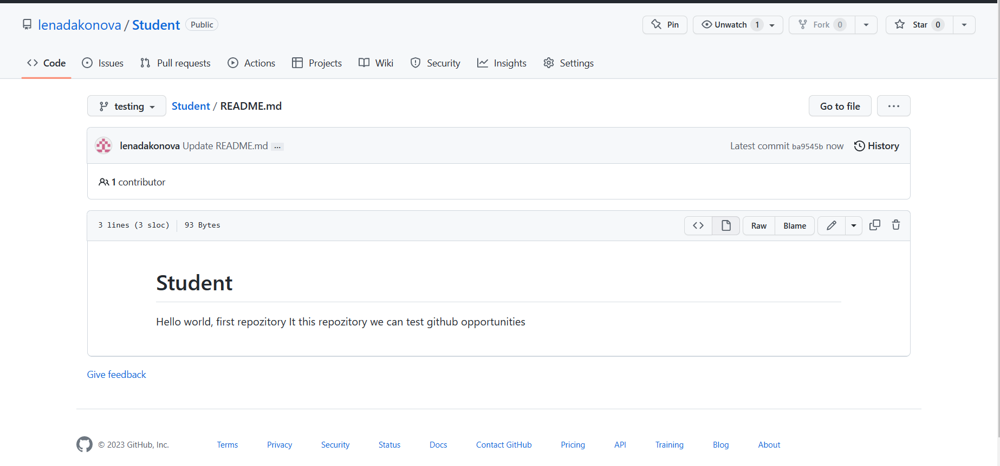 lenadakonova / Student Public Pin Unwatch 1 Fork 0 Star 0
Code Issues Pull requests Actions Projects Wiki Security Insights Settings
testing Student / README.md Go to file ...
lenadakonova Update README.md ... Latest commit ba9545b now History
1 contributor
3 lines (3 sloc) 93 Bytes <> Raw Blame
Student
Hello world, first repozitory It this repozitory we can test github opportunities
Give feedback
© 2023 GitHub, Inc. Terms Privacy Security Status Docs Contact GitHub Pricing API Training Blog About